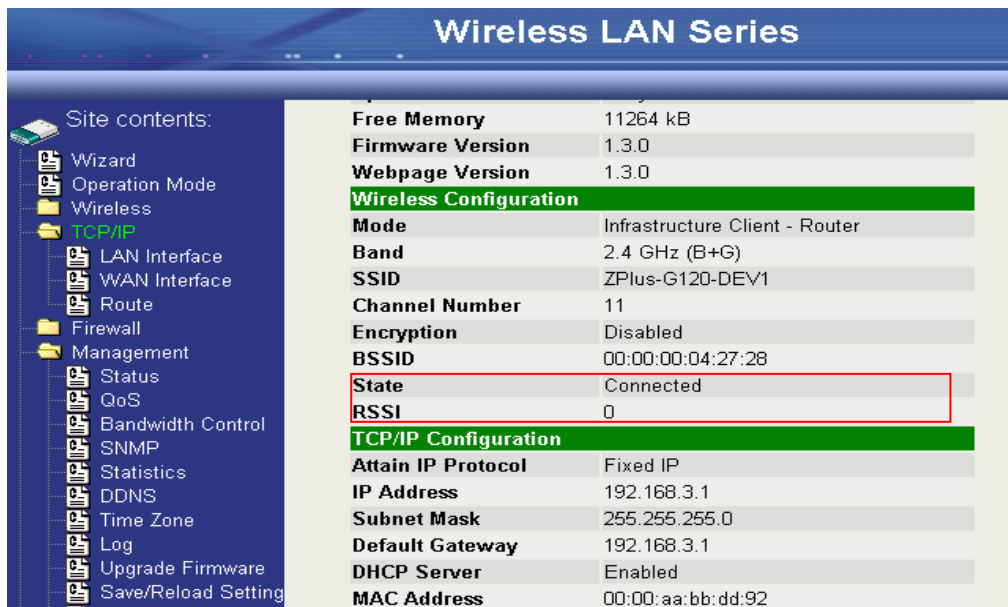 Wireless LAN Series
Site contents:
Wizard
Operation Mode
Wireless
TCP/IP
LAN Interface
WAN Interface
Route
Firewall
Management
Status
QoS
Bandwidth Control
SNMP
Statistics
DDNS
Time Zone
Log
Upgrade Firmware
Save/Reload Setting
Free Memory 11264 kB
Firmware Version 1.3.0
Webpage Version 1.3.0
Wireless Configuration
Mode Infrastructure Client - Router
Band 2.4 GHz (B+G)
SSID ZPlus-G120-DEV1
Channel Number 11
Encryption Disabled
BSSID 00:00:00:04:27:28
State Connected
RSSI 0
TCP/IP Configuration
Attain IP Protocol Fixed IP
IP Address 192.168.3.1
Subnet Mask 255.255.255.0
Default Gateway 192.168.3.1
DHCP Server Enabled
MAC Address 00:00:aa:bb:dd:92